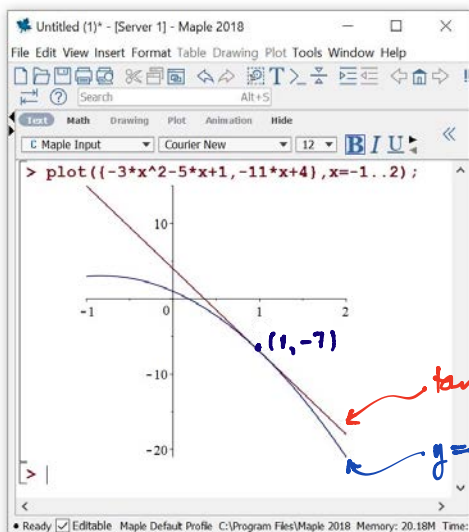 Untitled (1)* - [Server 1] - Maple 2018
File Edit View Insert Format Table Drawing Plot Tools Window Help
Search Alt+S
Text Math Drawing Plot Animation Hide
C Maple Input Courier New 12 B I U
> plot({-3*x^2-5*x+1,-11*x+4},x=-1..2);
10
-1 0 1 2
(1,-7)
-10
tan
-20
y=
>
Ready Editable Maple Default Profile C:\Program Files\Maple 2018 Memory: 20.18M Time: